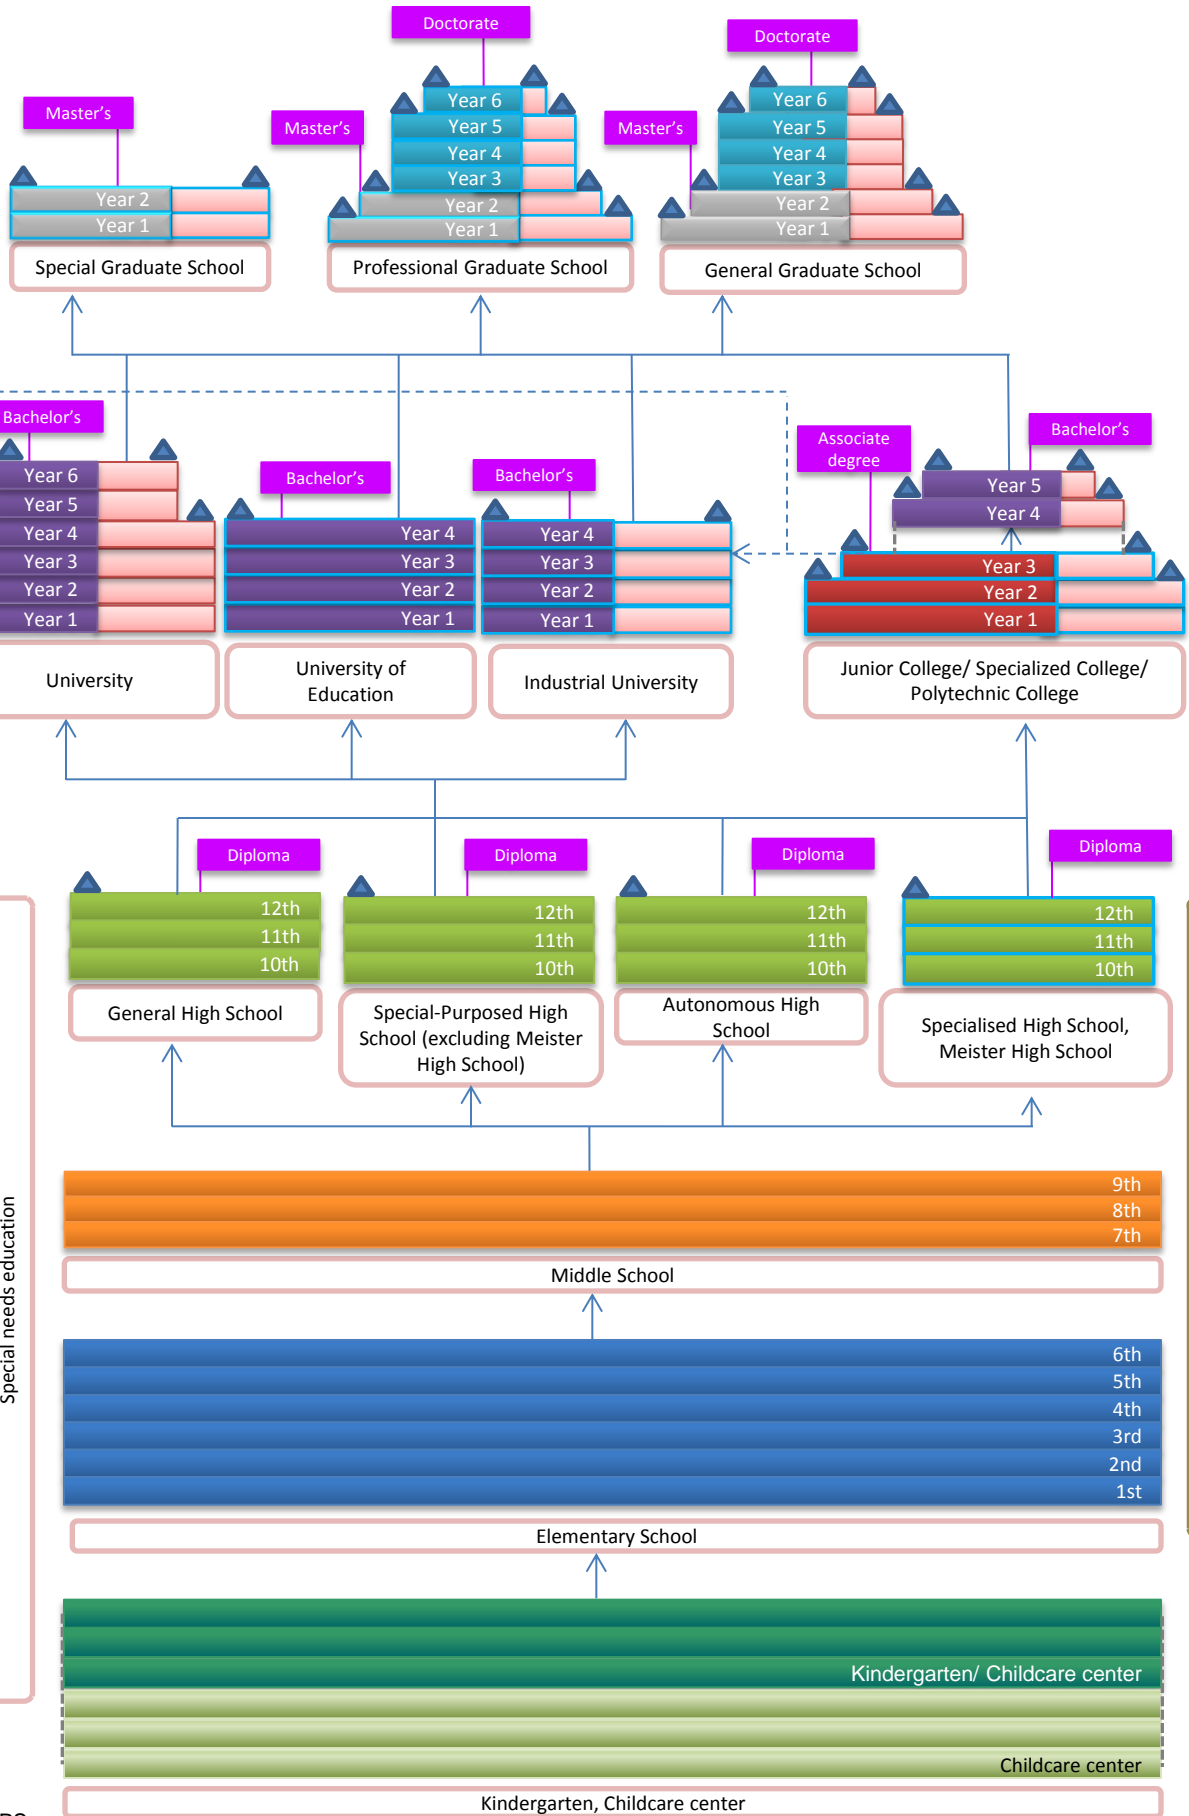 Doctorate
Doctorate
Master's
Master's
Master's
Year 6
Year 5
Year 4
Year 3
Year 2
Year 1
Year 6
Year 5
Year 4
Year 3
Year 2
Year 1
Year 2
Year 1
Special Graduate School
Professional Graduate School
General Graduate School
Bachelor's
Bachelor's
Bachelor's
Associate
degree
Bachelor's
Year 6
Year 5
Year 4
Year 3
Year 2
Year 1
Year 4
Year 3
Year 2
Year 1
Year 4
Year 3
Year 2
Year 1
Year 5
Year 4
Year 3
Year 2
Year 1
University
University of
Education
Industrial University
Junior College/ Specialized College/
Polytechnic College
Diploma
Diploma
Diploma
Diploma
12th
11th
10th
12th
11th
10th
12th
11th
10th
12th
11th
10th
General High School
Special-Purposed High
School (excluding Meister
High School)
Autonomous High
School
Specialised High School,
Meister High School
Special needs education
9th
8th
7th
Middle School
6th
5th
4th
3rd
2nd
1st
Elementary School
Kindergarten/ Childcare center
Childcare center
Kindergarten, Childcare center